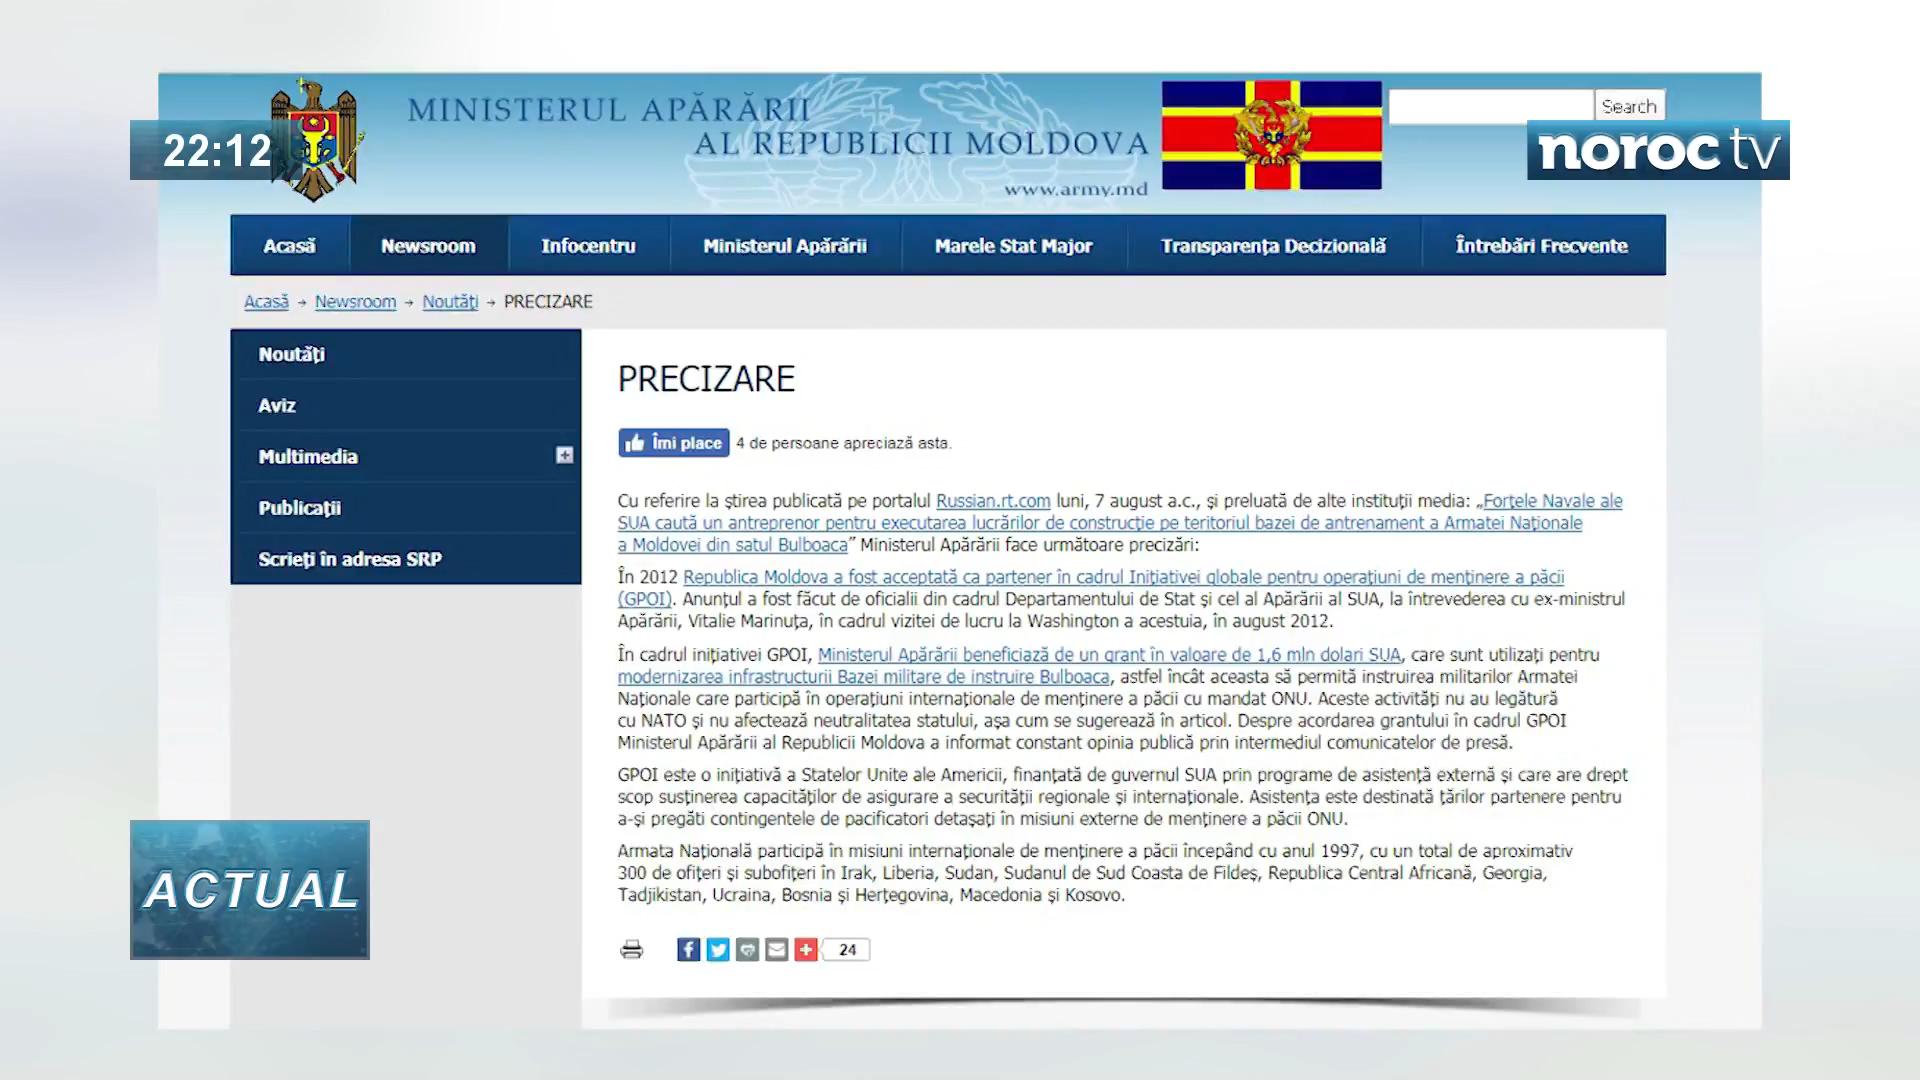 MINISTERUL APĂRĂRII
AL REPUBLICII MOLDOVA
www.army.md
Search
22:12
noroc tv
Acasă Newsroom Infocentru Ministerul Apărării Marele Stat Major Transparența Decizională Întrebări Frecvente
Acasă → Newsroom → Noutăți → PRECIZARE
Noutăți
Aviz
Multimedia
Publicații
Scrieți în adresa SRP
PRECIZARE
Îmi place 4 de persoane apreciază asta.
Cu referire la știrea publicată pe portalul Russian.rt.com luni, 7 august a.c., și preluată de alte instituții media: „Forțele Navale ale
SUA caută un antreprenor pentru executarea lucrărilor de construcție pe teritoriul bazei de antrenament a Armatei Naționale
a Moldovei din satul Bulboaca” Ministerul Apărării face următoare precizări:
În 2012 Republica Moldova a fost acceptată ca partener în cadrul Inițiativei globale pentru operațiuni de menținere a păcii
(GPOI). Anunțul a fost făcut de oficialii din cadrul Departamentului de Stat și cel al Apărării al SUA, la întrevederea cu ex-ministrul
Apărării, Vitalie Marinuța, în cadrul vizitei de lucru la Washington a acestuia, în august 2012.
În cadrul inițiativei GPOI, Ministerul Apărării beneficiază de un grant în valoare de 1,6 mln dolari SUA, care sunt utilizați pentru
modernizarea infrastructurii Bazei militare de instruire Bulboaca, astfel încât aceasta să permită instruirea militarilor Armatei
Naționale care participă în operațiuni internaționale de menținere a păcii cu mandat ONU. Aceste activități nu au legătură
cu NATO și nu afectează neutralitatea statului, așa cum se sugerează în articol. Despre acordarea grantului în cadrul GPOI
Ministerul Apărării al Republicii Moldova a informat constant opinia publică prin intermediul comunicatelor de presă.
GPOI este o inițiativă a Statelor Unite ale Americii, finanțată de guvernul SUA prin programe de asistență externă și care are drept
scop susținerea capacităților de asigurare a securității regionale și internaționale. Asistența este destinată țărilor partenere pentru
a-și pregăti contingentele de pacificatori detașați în misiuni externe de menținere a păcii ONU.
Armata Națională participă în misiuni internaționale de menținere a păcii începând cu anul 1997, cu un total de aproximativ
300 de ofițeri și subofițeri în Irak, Liberia, Sudan, Sudanul de Sud Coasta de Fildeș, Republica Central Africană, Georgia,
Tadjikistan, Ucraina, Bosnia și Herțegovina, Macedonia și Kosovo.
24
ACTUAL